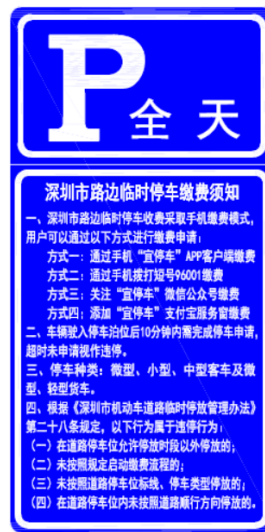 P 全天
深圳市路边临时停车缴费须知
一、深圳市路边临时停车收费采取手机缴费模式，
用户可以通过以下方式进行缴费申请：
方式一：通过手机“宜停车”APP客户端缴费
方式二：通过手机拨打短号96001缴费
方式三：关注“宜停车”微信公众号缴费
方式四：添加“宜停车”支付宝服务窗缴费
二、车辆驶入停车泊位后10分钟内需完成停车申请，
超时未申请视作违停。
三、停车种类：微型、小型、中型客车及微
型、轻型货车。
四、根据《深圳市机动车道路临时停放管理办法》
第二十八条规定，以下行为属于违停行为：
（一）在道路停车位允许停放时段以外停放的；
（二）未按照规定启动缴费流程的；
（三）未按照道路停车位标线、停车类型停放的；
（四）在道路停车位内未按照道路顺行方向停放的。